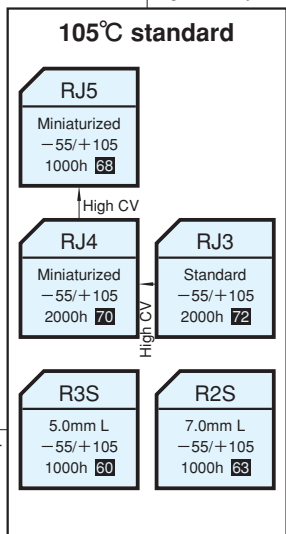 105℃ standard
RJ5
Miniaturized
−55/+105
1000h 68
High CV
RJ4
Miniaturized
−55/+105
2000h 70
High CV
RJ3
Standard
−55/+105
2000h 72
R3S
5.0mm L
−55/+105
1000h 60
R2S
7.0mm L
−55/+105
1000h 63